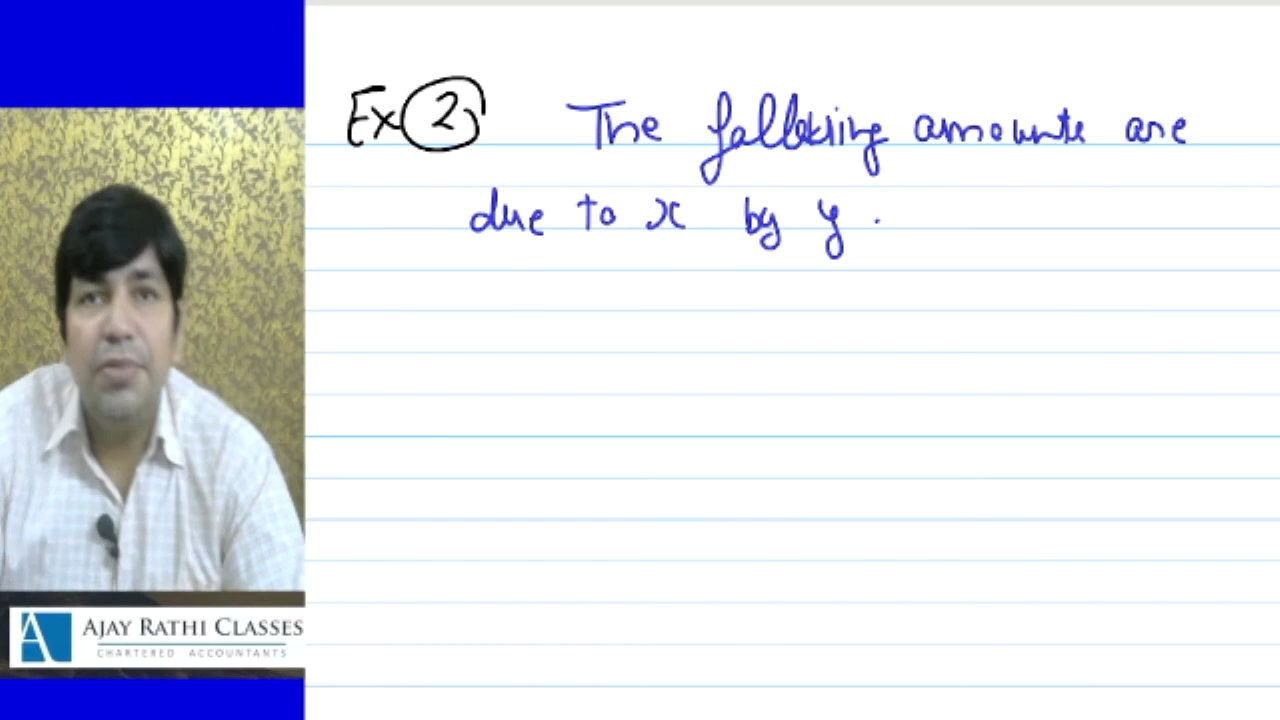 Ex 2) The following amounts are
due to x by y.
AJAY RATHI CLASSES
CHARTERED ACCOUNTANTS